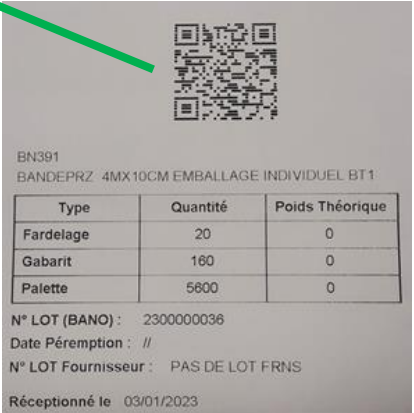 BN391
BANDEPRZ 4MX10CM EMBALLAGE INDIVIDUEL BT1
Type Quantité Poids Théorique
Fardelage 20 0
Gabarit 160 0
Palette 5600 0
N° LOT (BANO) : 2300000036
Date Péremption : //
N° LOT Fournisseur : PAS DE LOT FRNS
Réceptionné le 03/01/2023